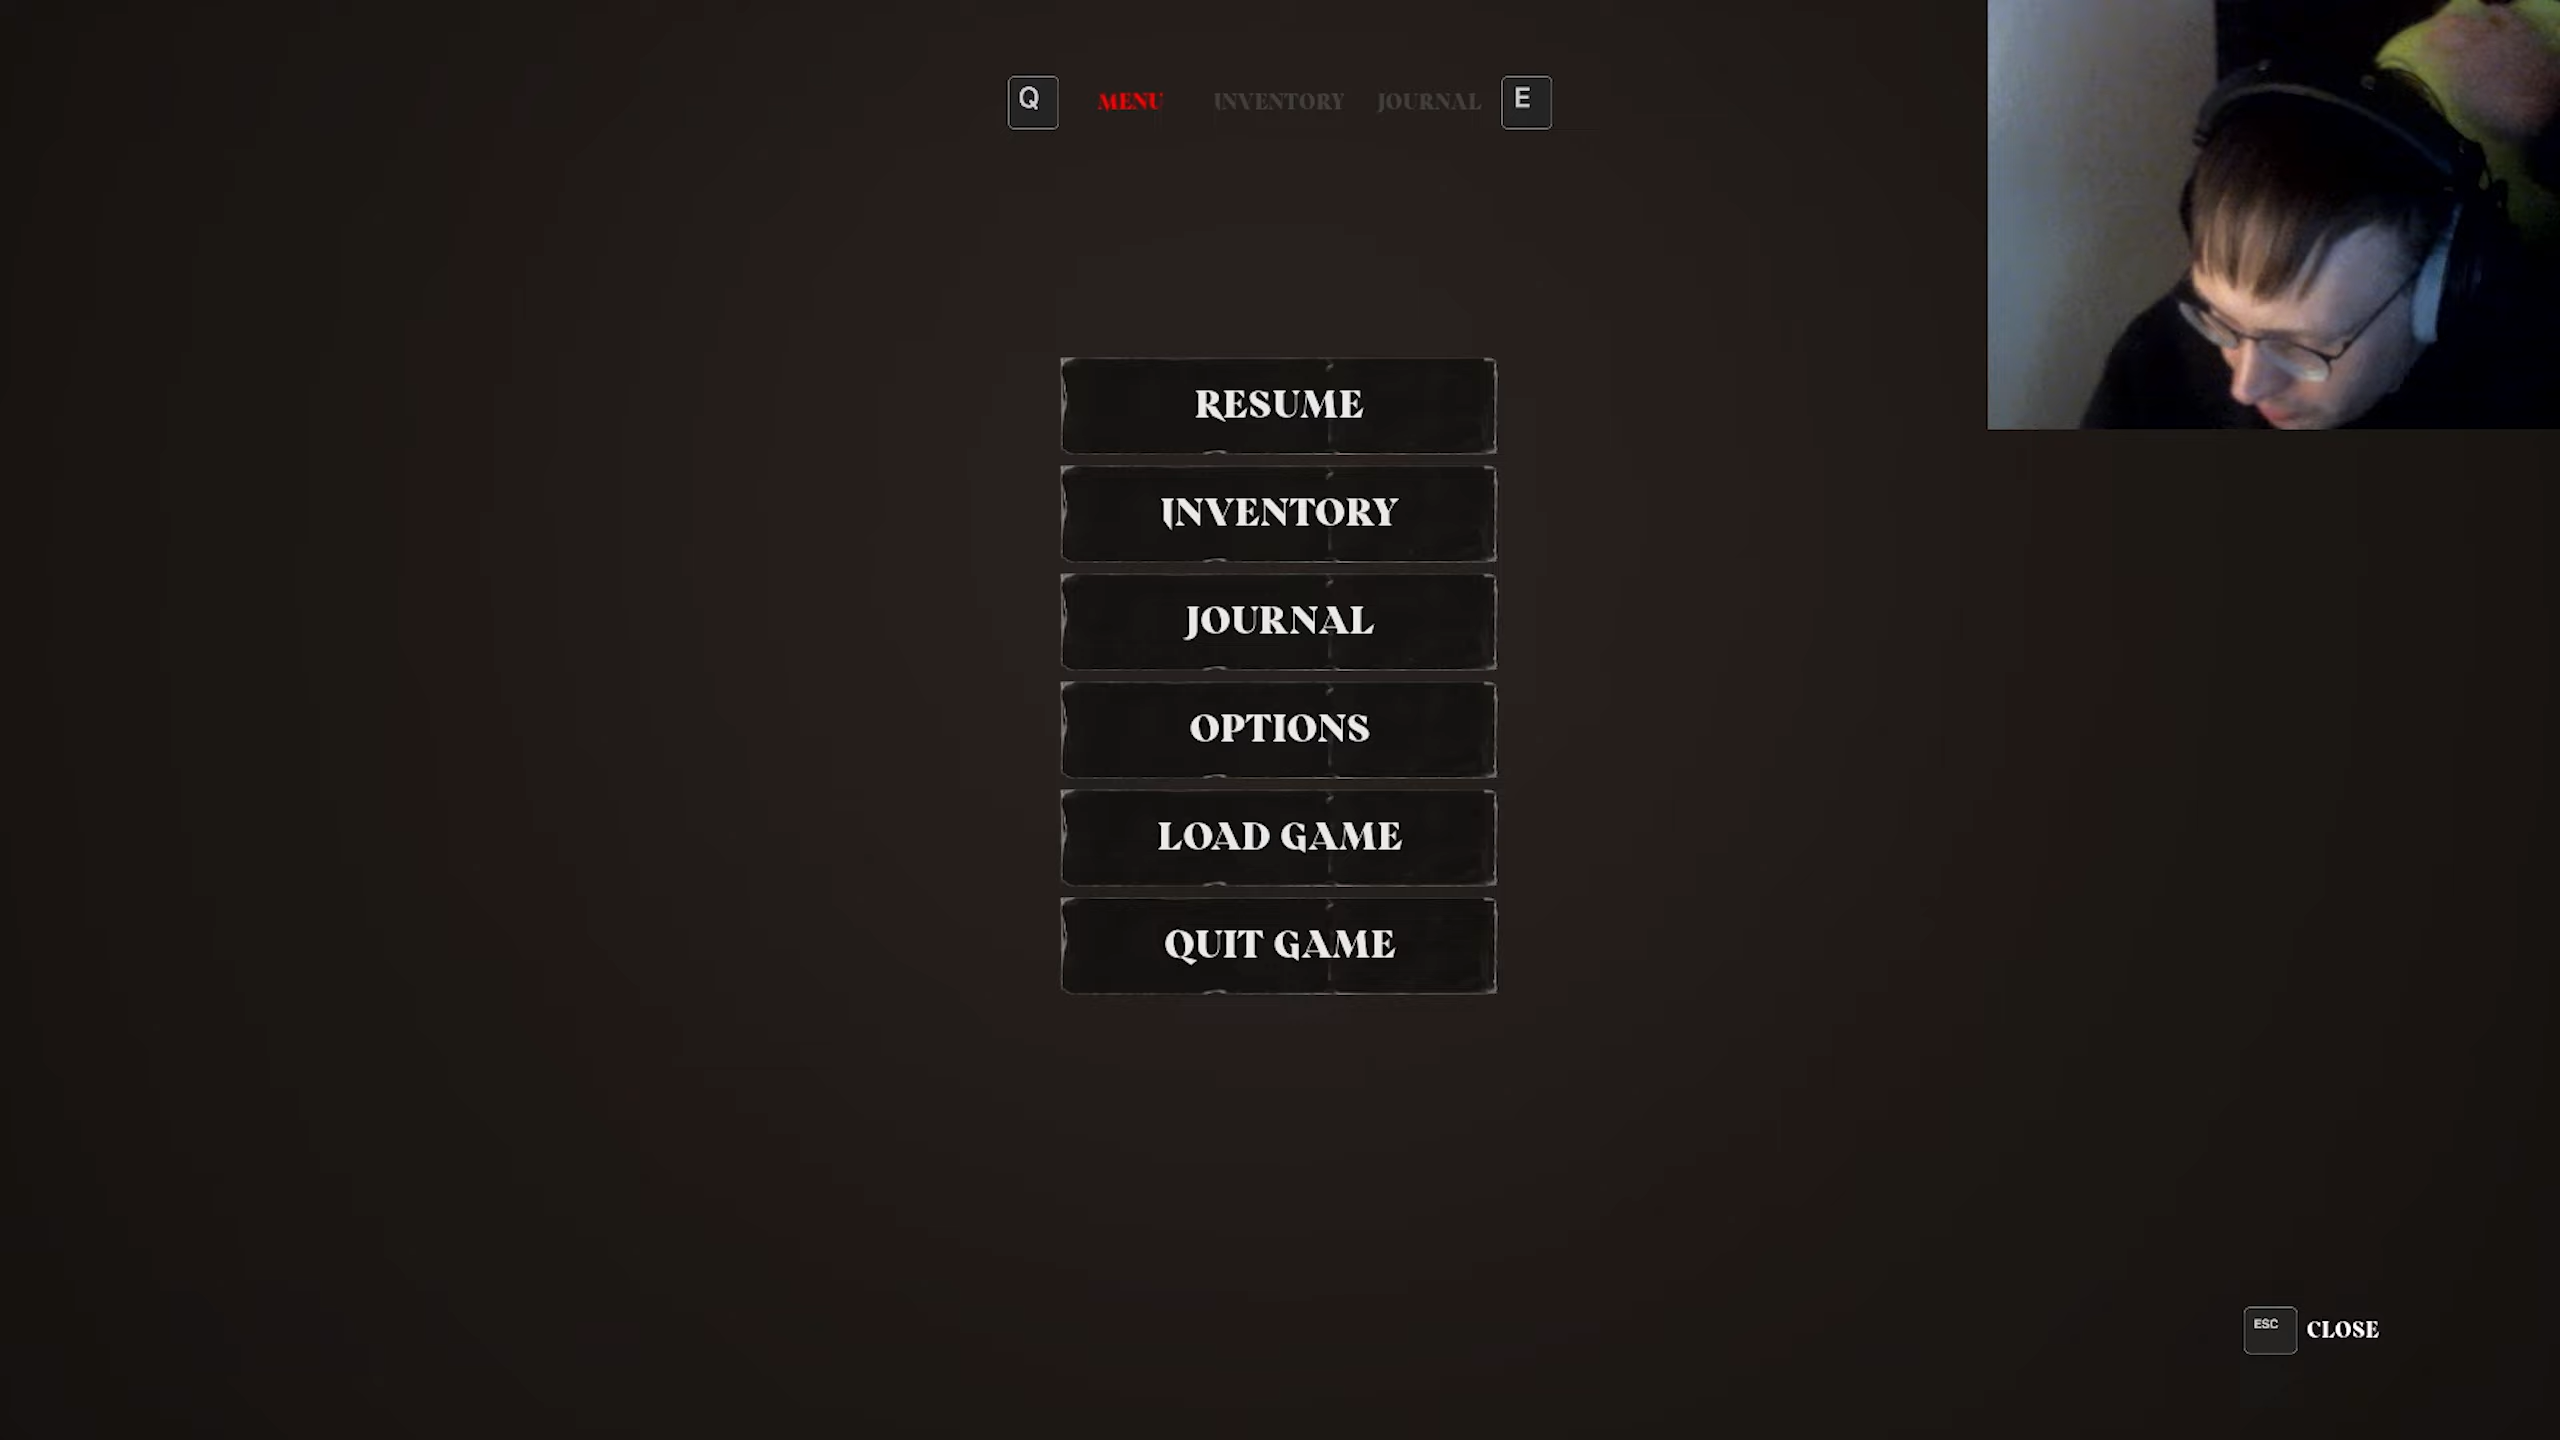 Q MENU INVENTORY JOURNAL E
RESUME
INVENTORY
JOURNAL
OPTIONS
LOAD GAME
QUIT GAME
ESC CLOSE